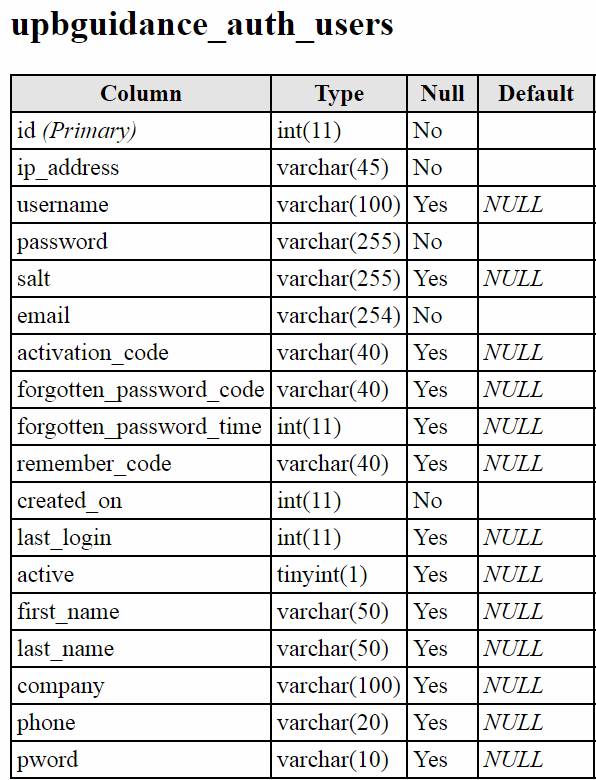 upbguidance_auth_users
Column Type Null Default
id (Primary) int(11) No
ip_address varchar(45) No
username varchar(100) Yes NULL
password varchar(255) No
salt varchar(255) Yes NULL
email varchar(254) No
activation_code varchar(40) Yes NULL
forgotten_password_code varchar(40) Yes NULL
forgotten_password_time int(11) Yes NULL
remember_code varchar(40) Yes NULL
created_on int(11) No
last_login int(11) Yes NULL
active tinyint(1) Yes NULL
first_name varchar(50) Yes NULL
last_name varchar(50) Yes NULL
company varchar(100) Yes NULL
phone varchar(20) Yes NULL
pword varchar(10) Yes NULL